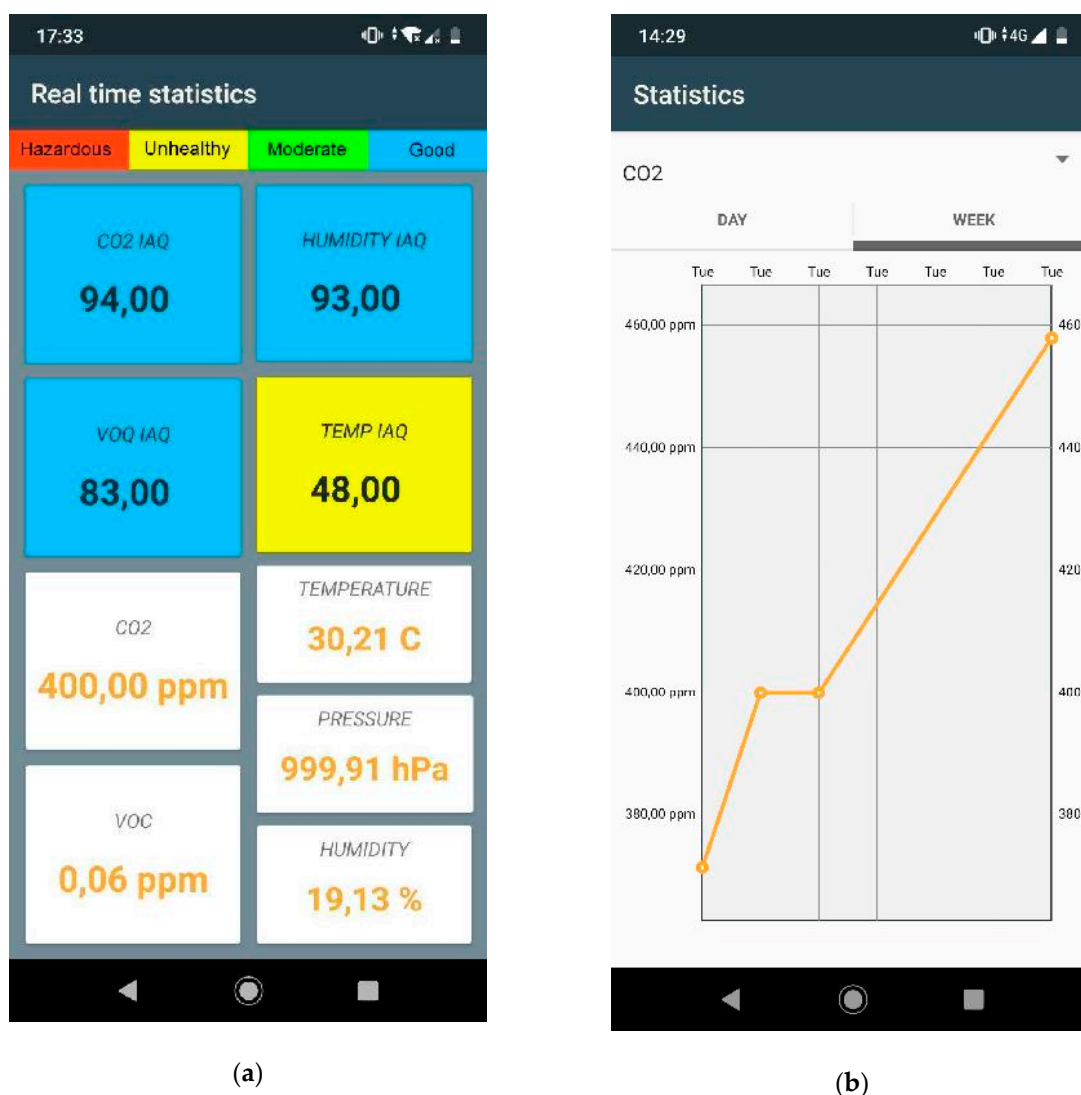 17:33
Real time statistics
Hazardous Unhealthy Moderate Good
CO2 IAQ
94,00
HUMIDITY IAQ
93,00
VOQ IAQ
83,00
TEMP IAQ
48,00
CO2
400,00 ppm
TEMPERATURE
30,21 C
PRESSURE
999,91 hPa
VOC
0,06 ppm
HUMIDITY
19,13 %
(a)
14:29 4G
Statistics
CO2
DAY WEEK
Tue Tue Tue Tue Tue Tue Tue
460,00 ppm 460
440,00 ppm 440
420,00 ppm 420
400,00 ppm 400
380,00 ppm 380
(b)